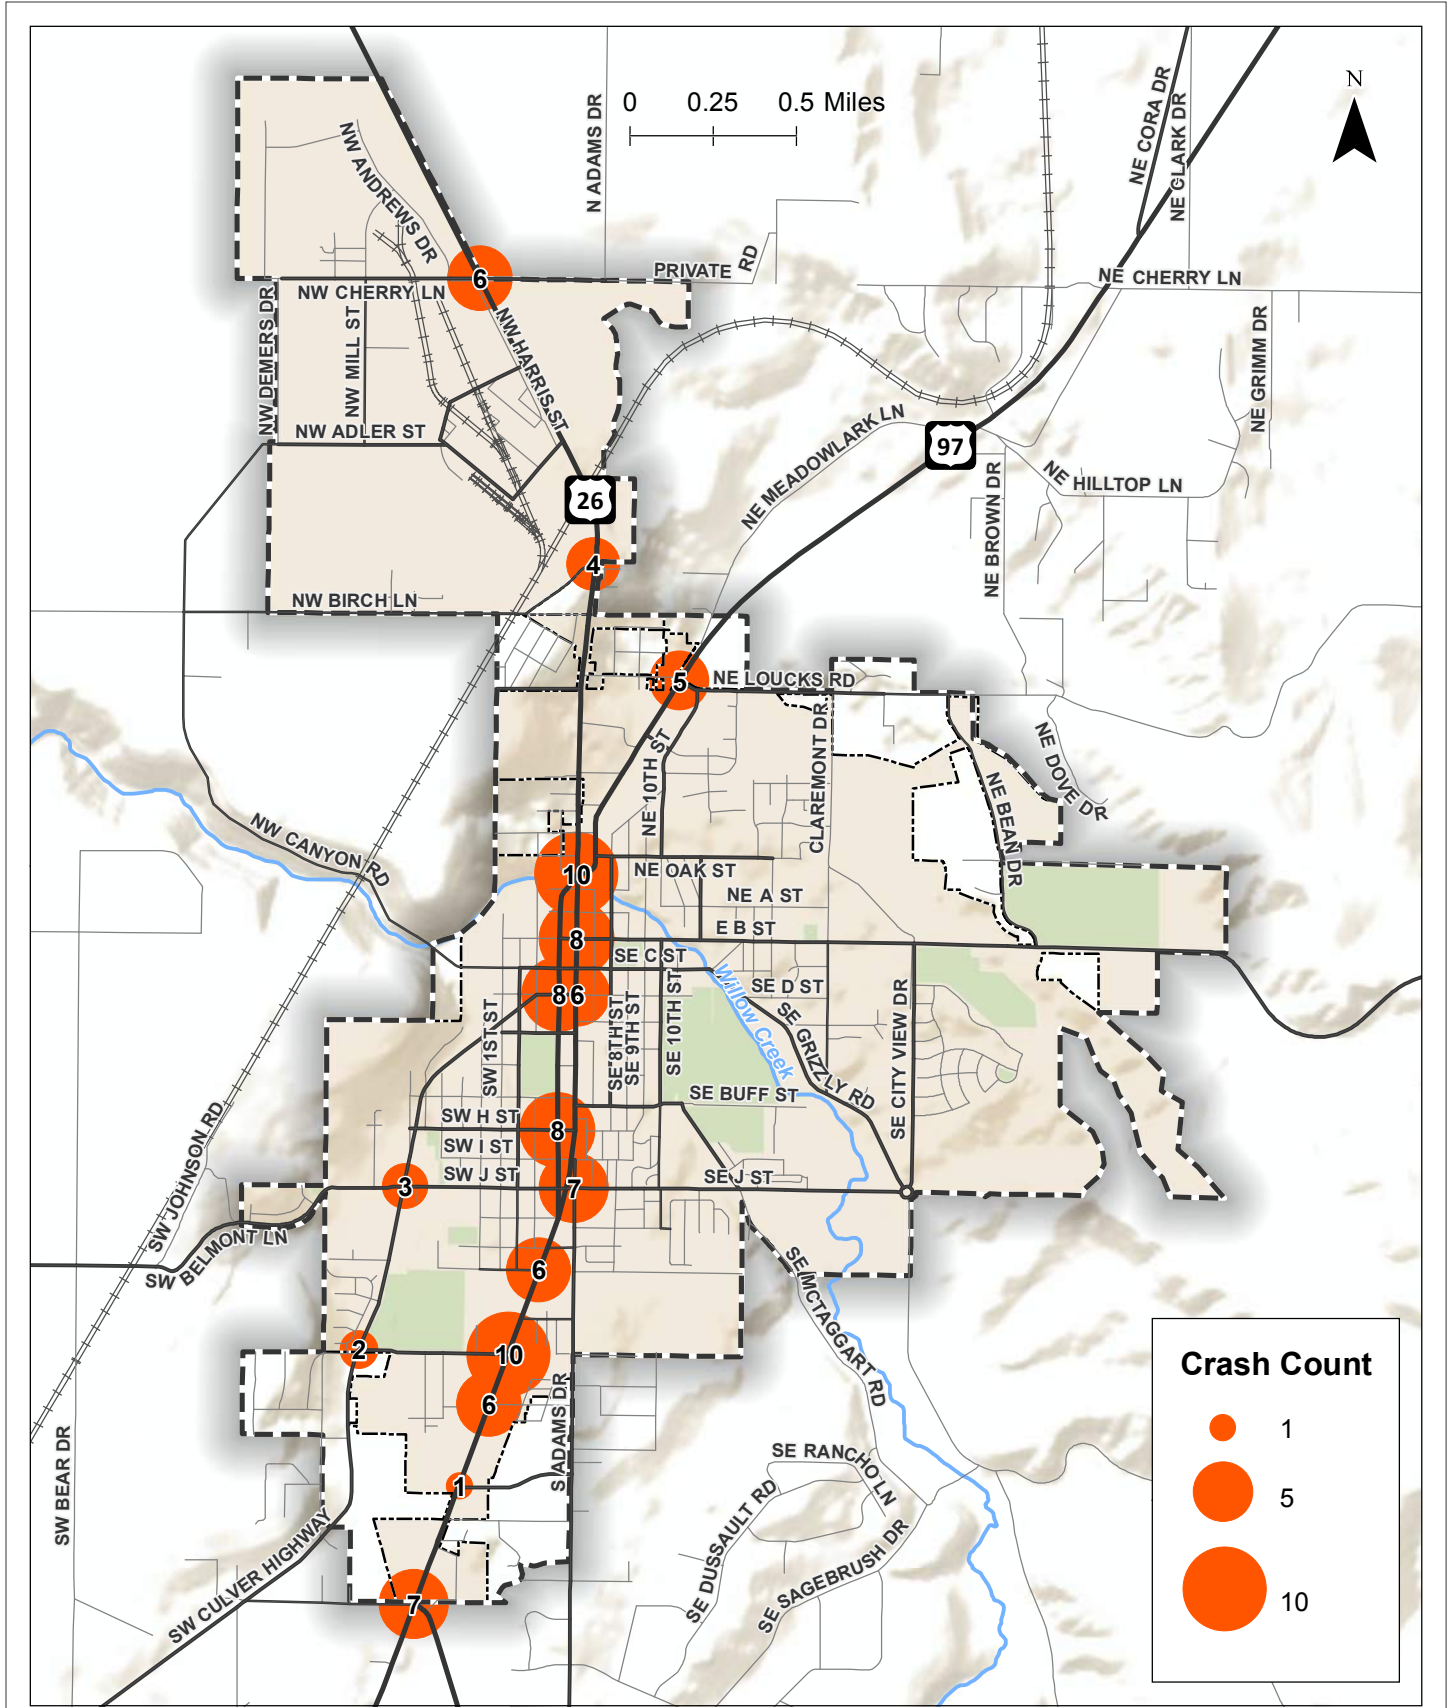 N
0 0.25 0.5 Miles
N ADAMS DR
NE CORA DR
NE CLARK DR
NW ANDREWS DR
PRIVATE RD
NE CHERRY LN
6
NW CHERRY LN
NW DEMERS DR
NW MILL ST
NW HARRIS ST
NE GRIMM DR
NW ADLER ST
NE MEADOWLARK LN
97
NE HILLTOP LN
NE BROWN DR
26
4
NW BIRCH LN
5
NE LOUCKS RD
NE 10TH ST
CLAREMONT DR
NE DOVE DR
NE BEAN DR
NW CANYON RD
10
NE OAK ST
NE A ST
E B ST
8
SE C ST
Willow Creek
SE D ST
8
6
SW 1ST ST
SE 8TH ST
SE 9TH ST
SE 10TH ST
SE GRIZZLY RD
SE CITY VIEW DR
SE BUFF ST
SW H ST
8
SW I ST
SW J ST
SE J ST
3
7
SW JOHNSON RD
SW BELMONT LN
6
SE MCTAGGART RD
2
10
6
S ADAMS DR
1
SW BEAR DR
SW CULVER HIGHWAY
7
SE RANCHO LN
SE DUSSAULT RD
SE SAGEBRUSH DR
Crash Count
1
5
10